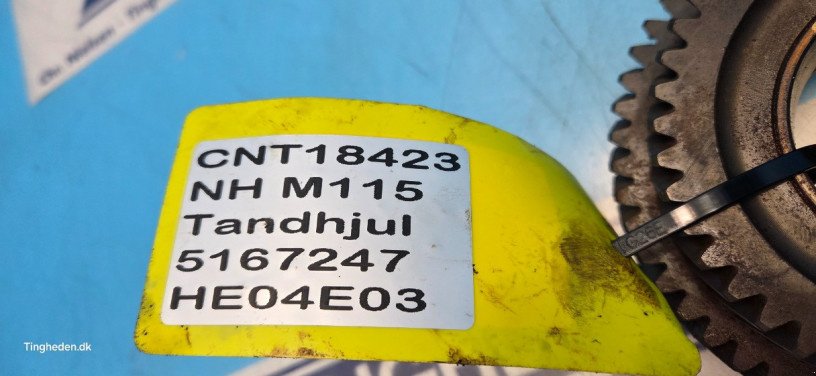 CNT18423
NH M115
Tandhjul
5167247
HE04E03
Tingheden.dk